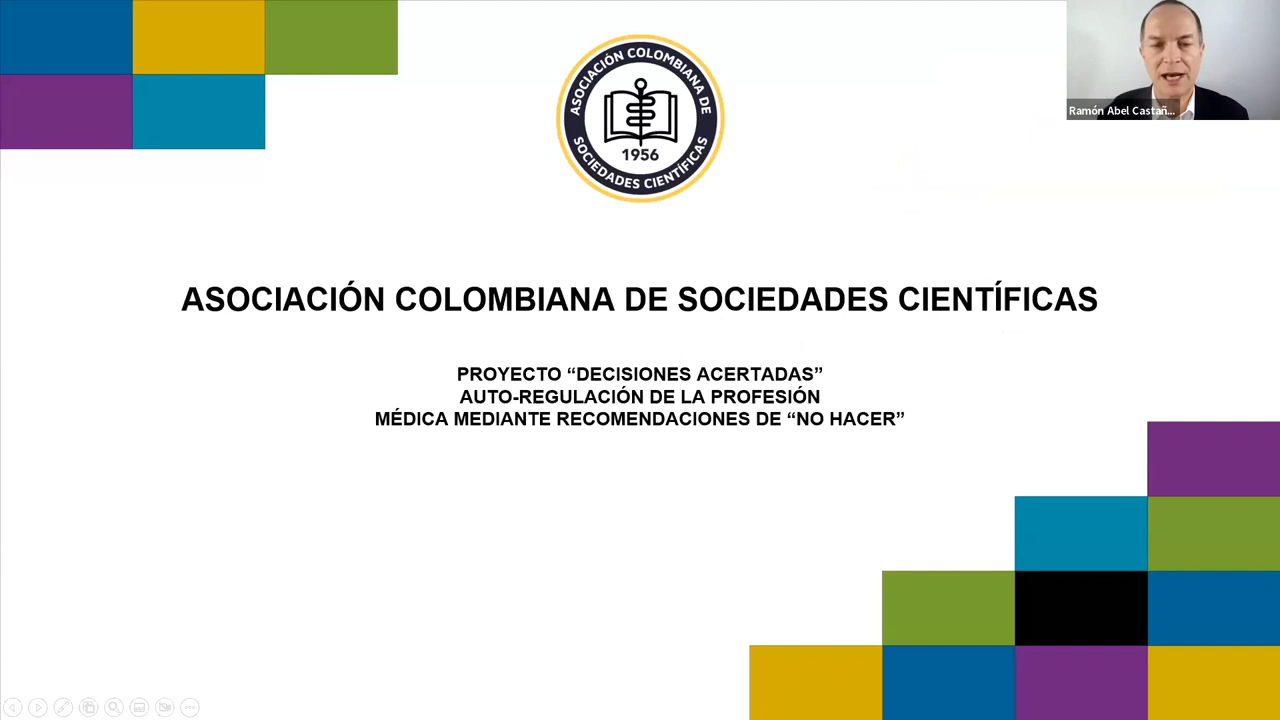 ASOCIACIÓN COLOMBIANA DE
SOCIEDADES CIENTÍFICAS
1956
Ramón Abel Castañ...
ASOCIACIÓN COLOMBIANA DE SOCIEDADES CIENTÍFICAS
PROYECTO “DECISIONES ACERTADAS”
AUTO-REGULACIÓN DE LA PROFESIÓN
MÉDICA MEDIANTE RECOMENDACIONES DE “NO HACER”